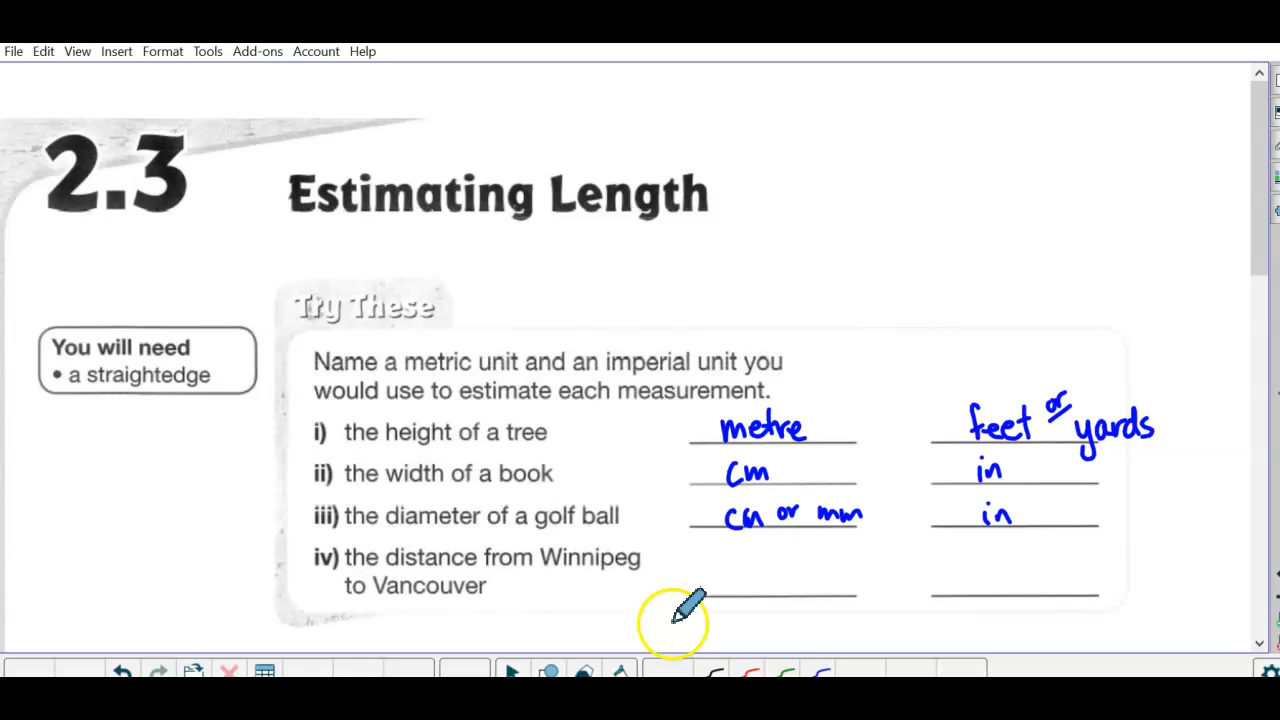 File Edit View Insert Format Tools Add-ons Account Help
2.3 Estimating Length
Try These
You will need
• a straightedge
Name a metric unit and an imperial unit you
would use to estimate each measurement.
i) the height of a tree metre feet or yards
ii) the width of a book cm in
iii) the diameter of a golf ball cm or mm in
iv) the distance from Winnipeg
to Vancouver